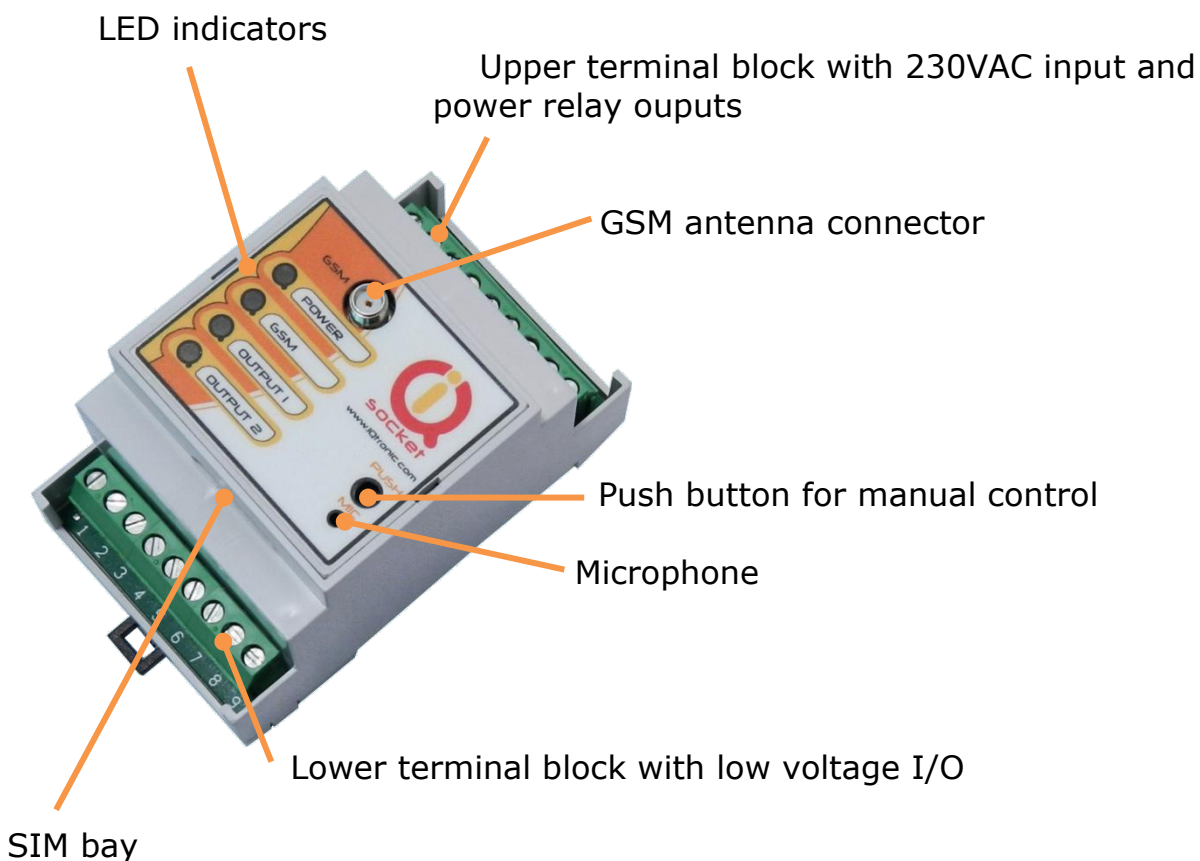 LED indicators
Upper terminal block with 230VAC input and
power relay ouputs
GSM antenna connector
GSM
POWER
GSM
OUTPUT 1
OUTPUT 2
iQ
socket
www.iQtronic.com
PUSH
MIC
Push button for manual control
Microphone
1 2 3 4 5 6 7 8 9
Lower terminal block with low voltage I/O
SIM bay